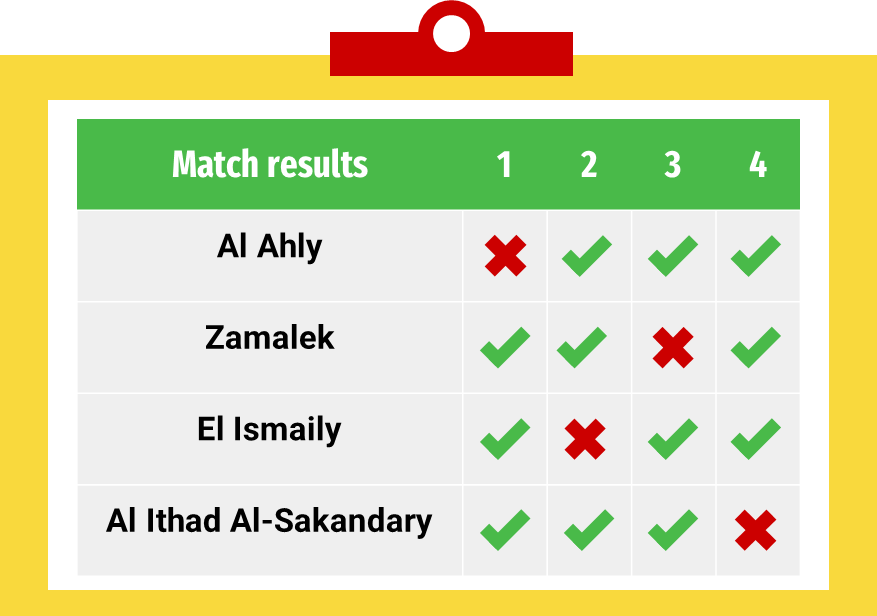 Match results 1 2 3 4
Al Ahly
Zamalek
El Ismaily
Al Ithad Al-Sakandary